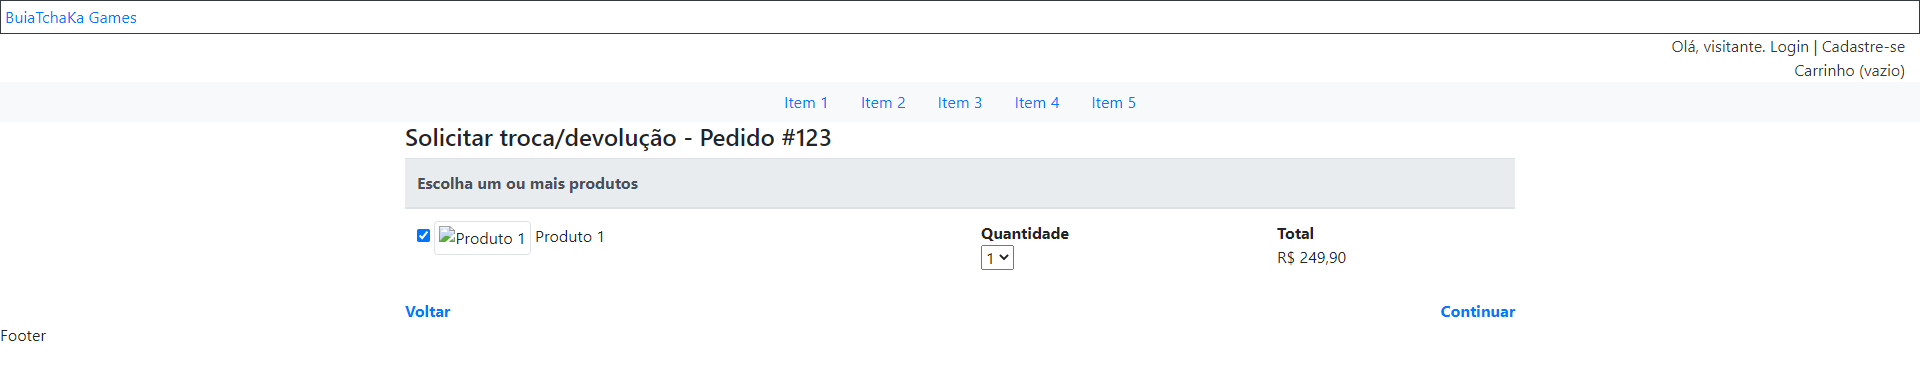 BuiaTchaKa Games
Olá, visitante. Login | Cadastre-se
Carrinho (vazio)
Item 1 Item 2 Item 3 Item 4 Item 5
Solicitar troca/devolução - Pedido #123
Escolha um ou mais produtos
Produto 1 Produto 1 Quantidade Total
1 R$ 249,90
Voltar Continuar
Footer